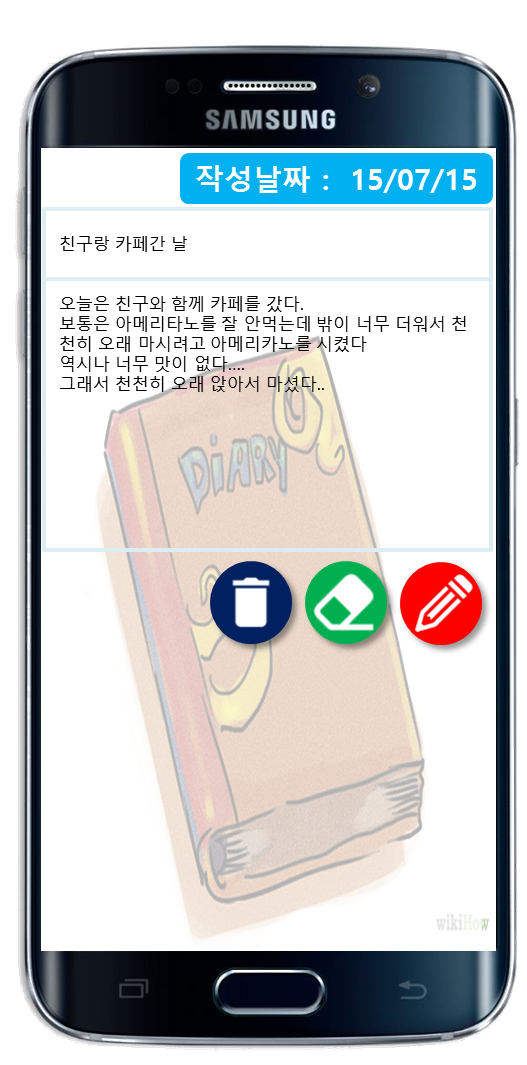 SAMSUNG
작성날짜 : 15/07/15
친구랑 카페간 날
오늘은 친구와 함께 카페를 갔다.
보통은 아메리타노를 잘 안먹는데 밖이 너무 더워서 천
천히 오래 마시려고 아메리카노를 시켰다
역시나 너무 맛이 없다....
그래서 천천히 오래 앉아서 마셨다..
DIARY
wikiHow